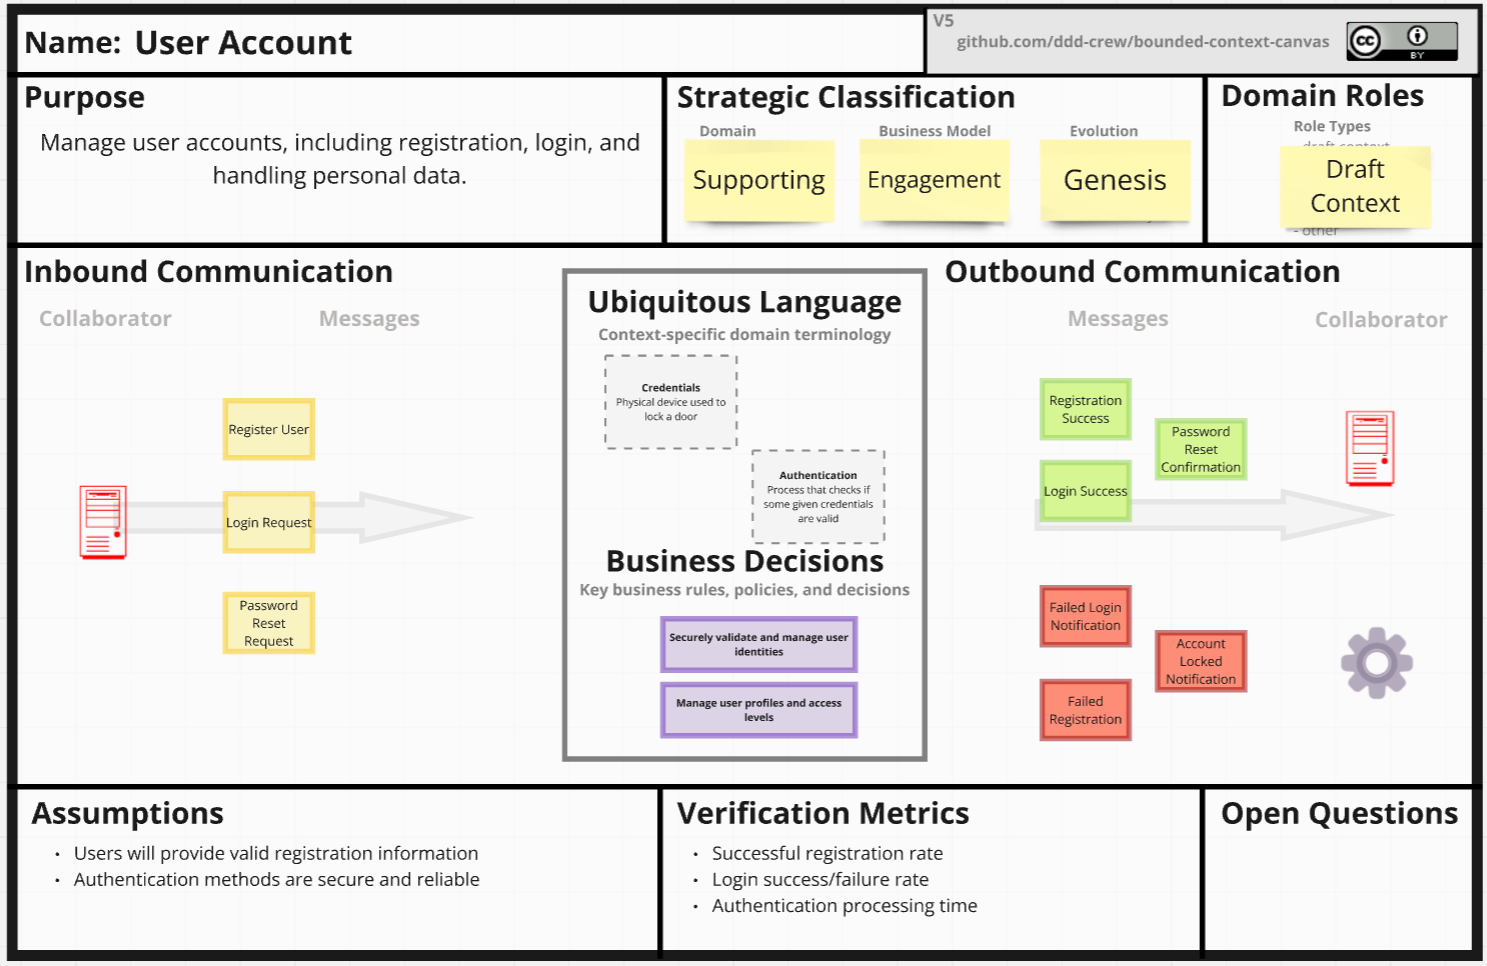 Name: User Account
V5
github.com/ddd-crew/bounded-context-canvas
cc
BY
Purpose
Manage user accounts, including registration, login, and
handling personal data.
Strategic Classification
Domain
Business Model
Evolution
Supporting
Engagement
Genesis
Domain Roles
Role Types
- draft context
Draft
Context
- other
Inbound Communication
Collaborator
Messages
Register User
Login Request
Password
Reset
Request
Ubiquitous Language
Context-specific domain terminology
Credentials
Physical device used to
lock a door
Authentication
Process that checks if
some given credentials
are valid
Business Decisions
Key business rules, policies, and decisions
Securely validate and manage user
identities
Manage user profiles and access
levels
Outbound Communication
Messages
Collaborator
Registration
Success
Password
Reset
Confirmation
Login Success
Failed Login
Notification
Account
Locked
Notification
Failed
Registration
Assumptions
• Users will provide valid registration information
• Authentication methods are secure and reliable
Verification Metrics
• Successful registration rate
• Login success/failure rate
• Authentication processing time
Open Questions